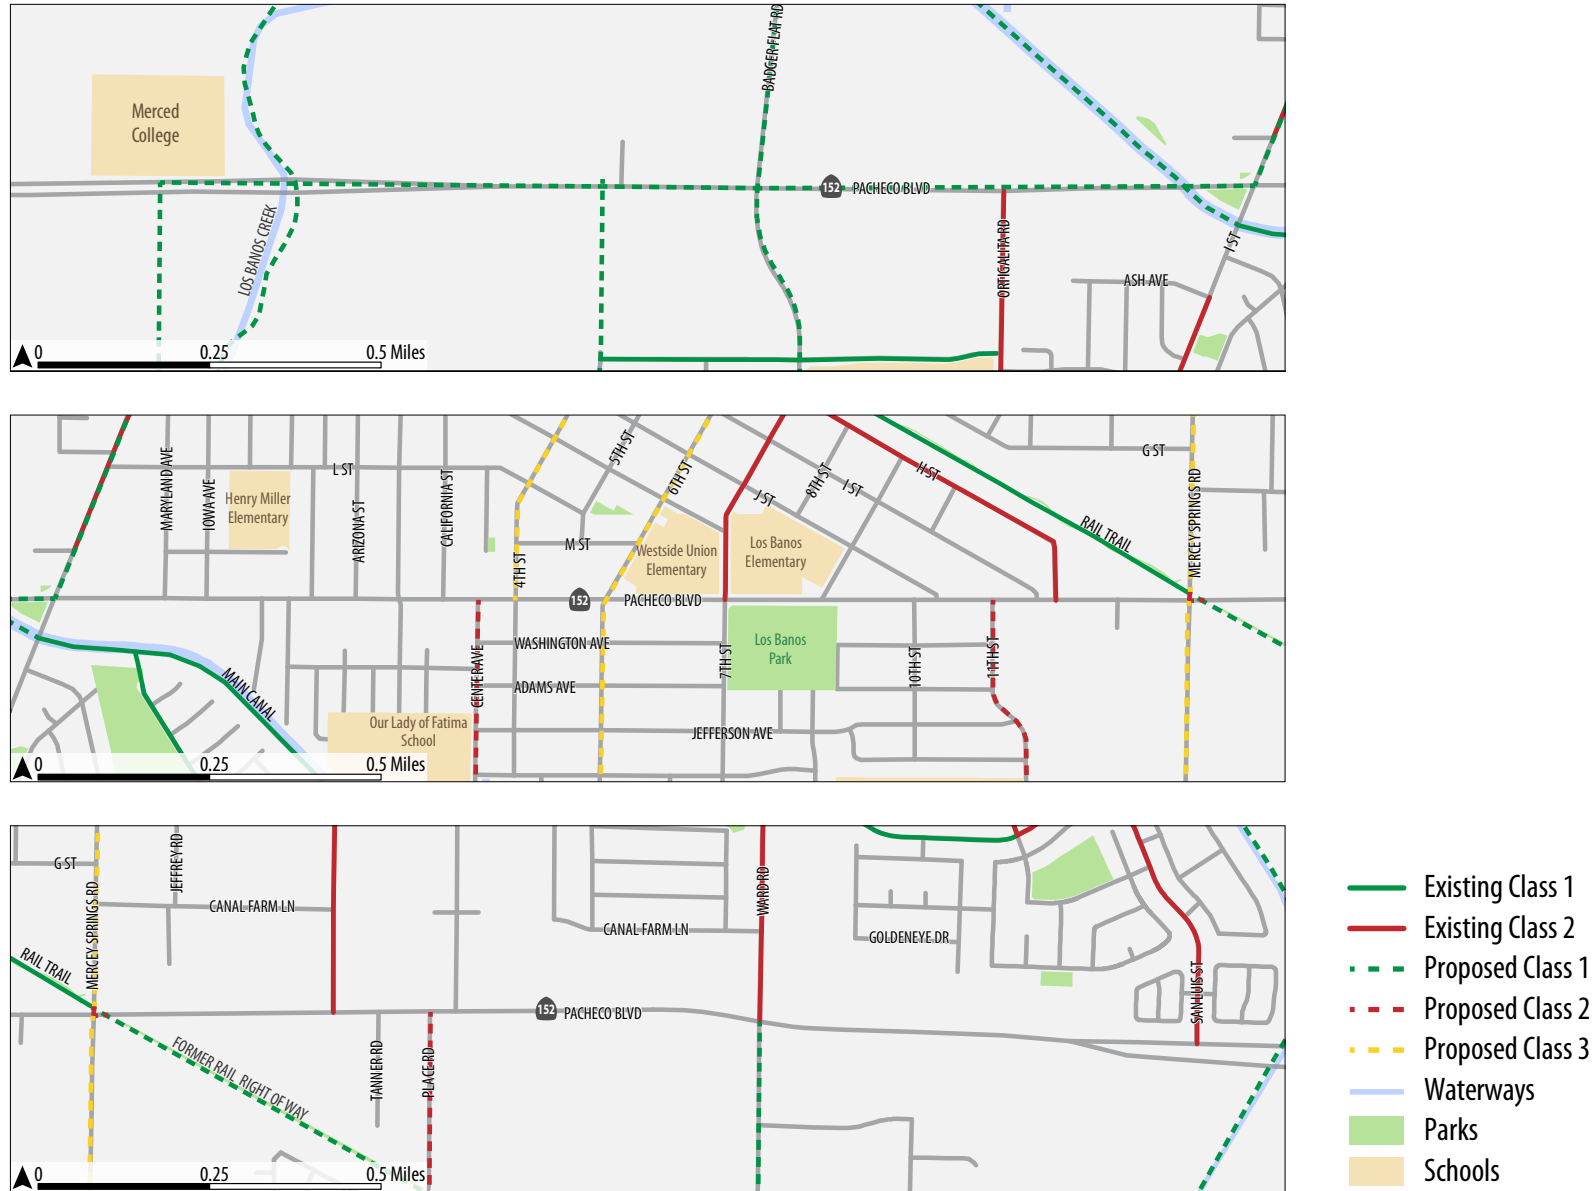 BADGER FLAT RD
Merced
College
152
PACHECO BLVD
LOS BANOS CREEK
ORTIGALITA RD
I ST
ASH AVE
0
0.25
0.5 Miles
MARYLAND AVE
IOWA AVE
L ST
Henry Miller
Elementary
ARIZONA ST
CALIFORNIA ST
4TH ST
5TH ST
6TH ST
M ST
J ST
8TH ST
I ST
H ST
G ST
RAIL TRAIL
MERCEY SPRINGS RD
Westside Union
Elementary
Los Banos
Elementary
152
PACHECO BLVD
WASHINGTON AVE
CENTER AVE
ADAMS AVE
7TH ST
Los Banos
Park
10TH ST
11TH ST
MAIN CANAL
Our Lady of Fatima
School
JEFFERSON AVE
0
0.25
0.5 Miles
G ST
JEFFREY RD
MERCEY SPRINGS RD
CANAL FARM LN
RAIL TRAIL
CANAL FARM LN
WARD RD
GOLDENEYE DR
SAN LUIS ST
152
PACHECO BLVD
FORMER RAIL RIGHT OF WAY
TANNER RD
PLACE RD
0
0.25
0.5 Miles
Existing Class 1
Existing Class 2
Proposed Class 1
Proposed Class 2
Proposed Class 3
Waterways
Parks
Schools